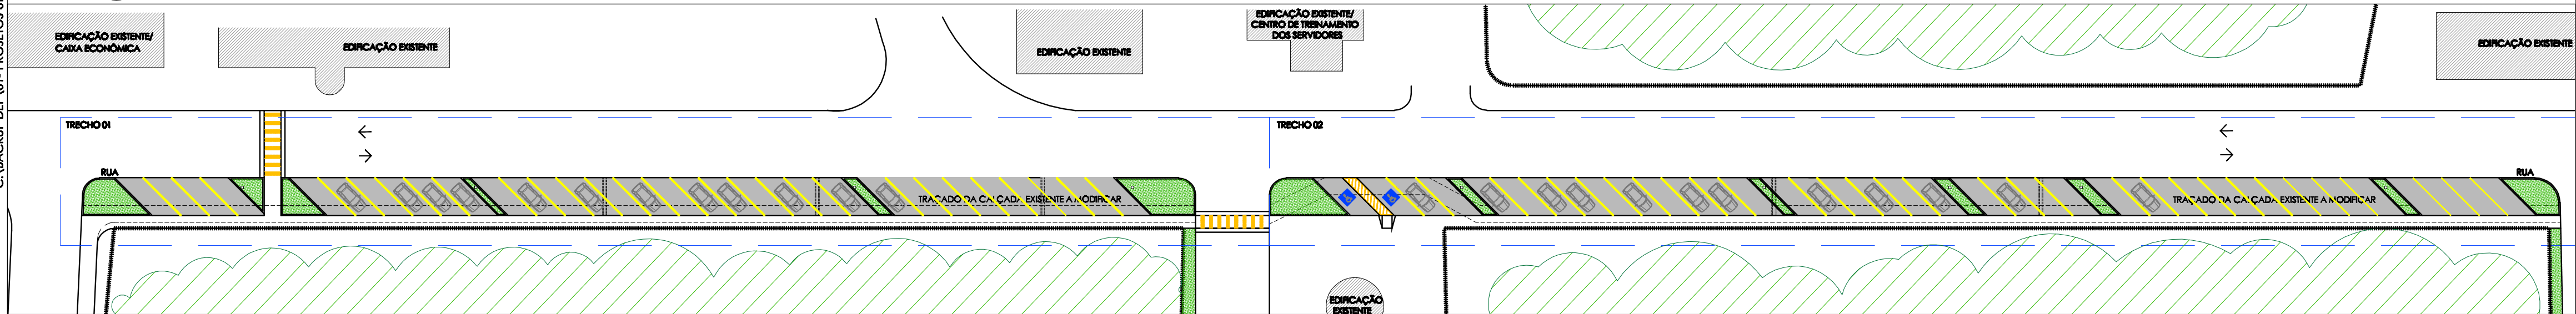 EDIFICAÇÃO EXISTENTE/
CAIXA ECONÔMICA
EDIFICAÇÃO EXISTENTE
EDIFICAÇÃO EXISTENTE
EDIFICAÇÃO EXISTENTE/
CENTRO DE TREINAMENTO
DOS SERVIDORES
EDIFICAÇÃO EXISTENTE
TRECHO 01
TRECHO 02
RUA
RUA
TRAÇADO DA CALÇADA EXISTENTE A MODIFICAR
TRAÇADO DA CALÇADA EXISTENTE A MODIFICAR
EDIFICAÇÃO
EXISTENTE